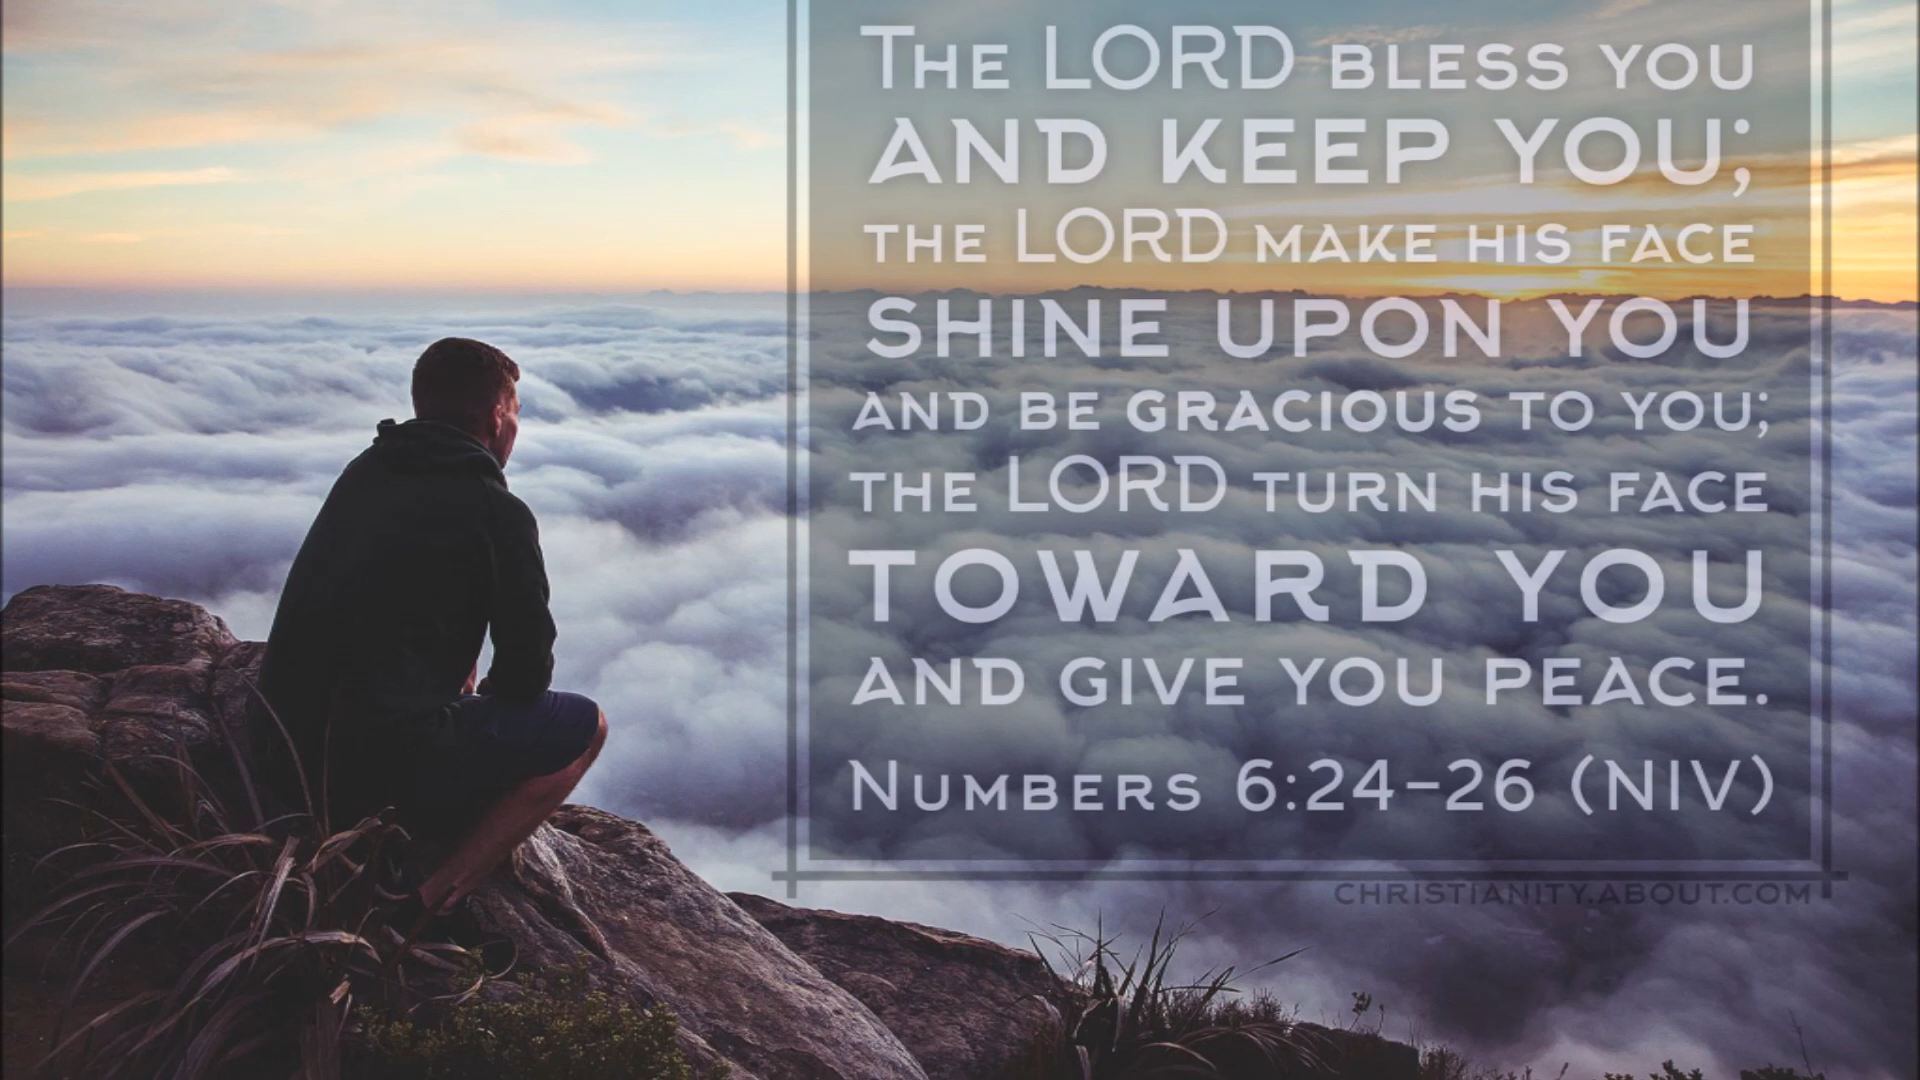 The LORD bless you
and keep you;
the LORD make his face
shine upon you
and be gracious to you;
the LORD turn his face
toward you
and give you peace.
Numbers 6:24–26 (NIV)
christianity.about.com